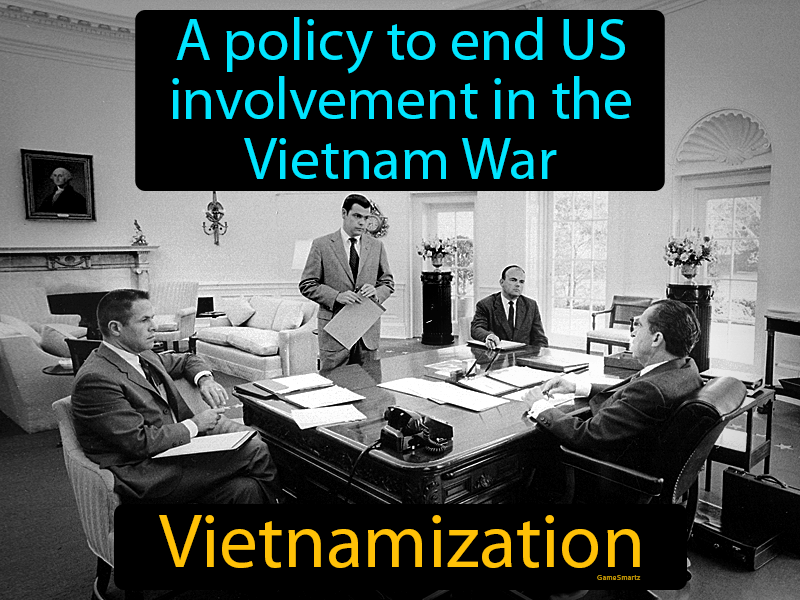 A policy to end US
involvement in the
Vietnam War
Vietnamization
GameSmartz